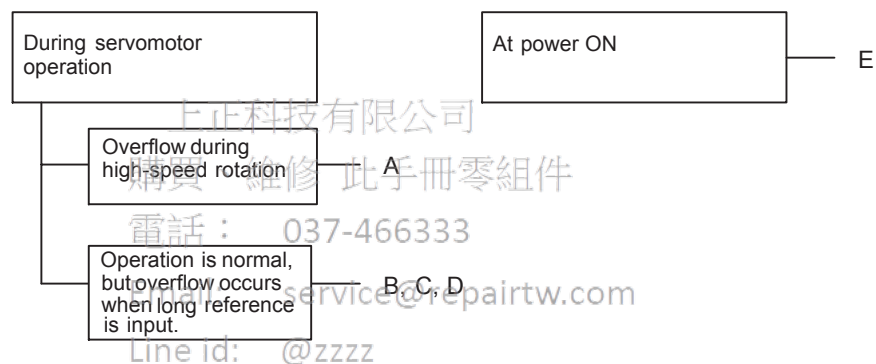 During servomotor
operation
At power ON
E
上正科技有限公司
Overflow during
high-speed rotation
A
購買 維修 此手冊零組件
電話： 037-466333
Operation is normal,
but overflow occurs
when long reference
is input.
B, C, D
Email: service@repairtw.com
Line id: @zzzz